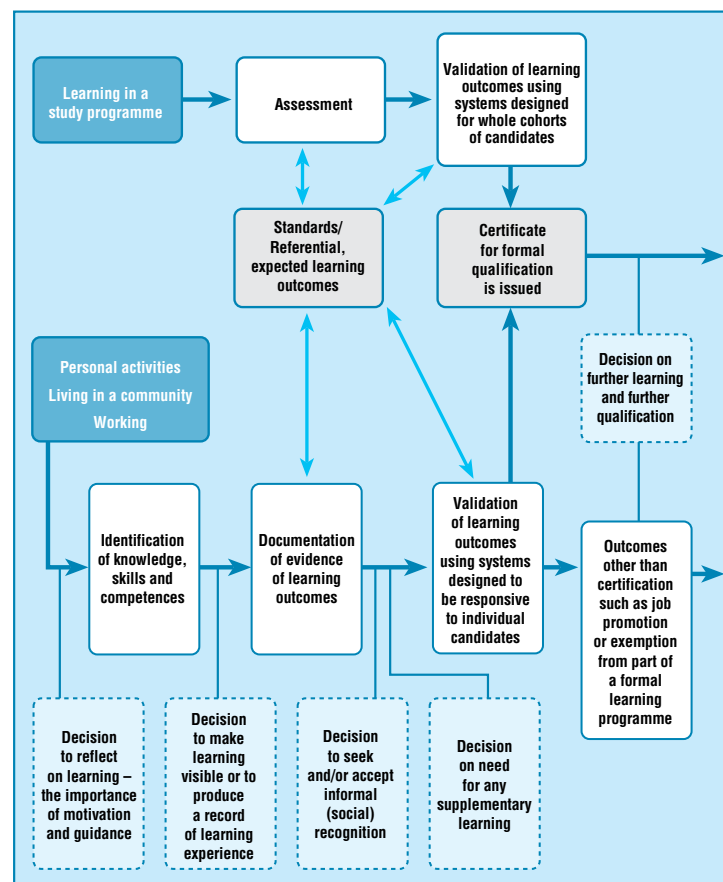 Learning in a
study programme
Assessment
Validation of learning
outcomes using
systems designed
for whole cohorts
of candidates
Standards/
Referential,
expected learning
outcomes
Certificate
for formal
qualification
is issued
Personal activities
Living in a community
Working
Decision on
further learning
and further
qualification
Identification
of knowledge,
skills and
competences
Documentation
of evidence
of learning
outcomes
Validation
of learning
outcomes
using systems
designed to
be responsive
to individual
candidates
Outcomes
other than
certification
such as job
promotion
or exemption
from part of
a formal
learning
programme
Decision
to reflect
on learning –
the importance
of motivation
and guidance
Decision
to make
learning
visible or to
produce
a record
of learning
experience
Decision
to seek
and/or accept
informal
(social)
recognition
Decision
on need
for any
supplementary
learning